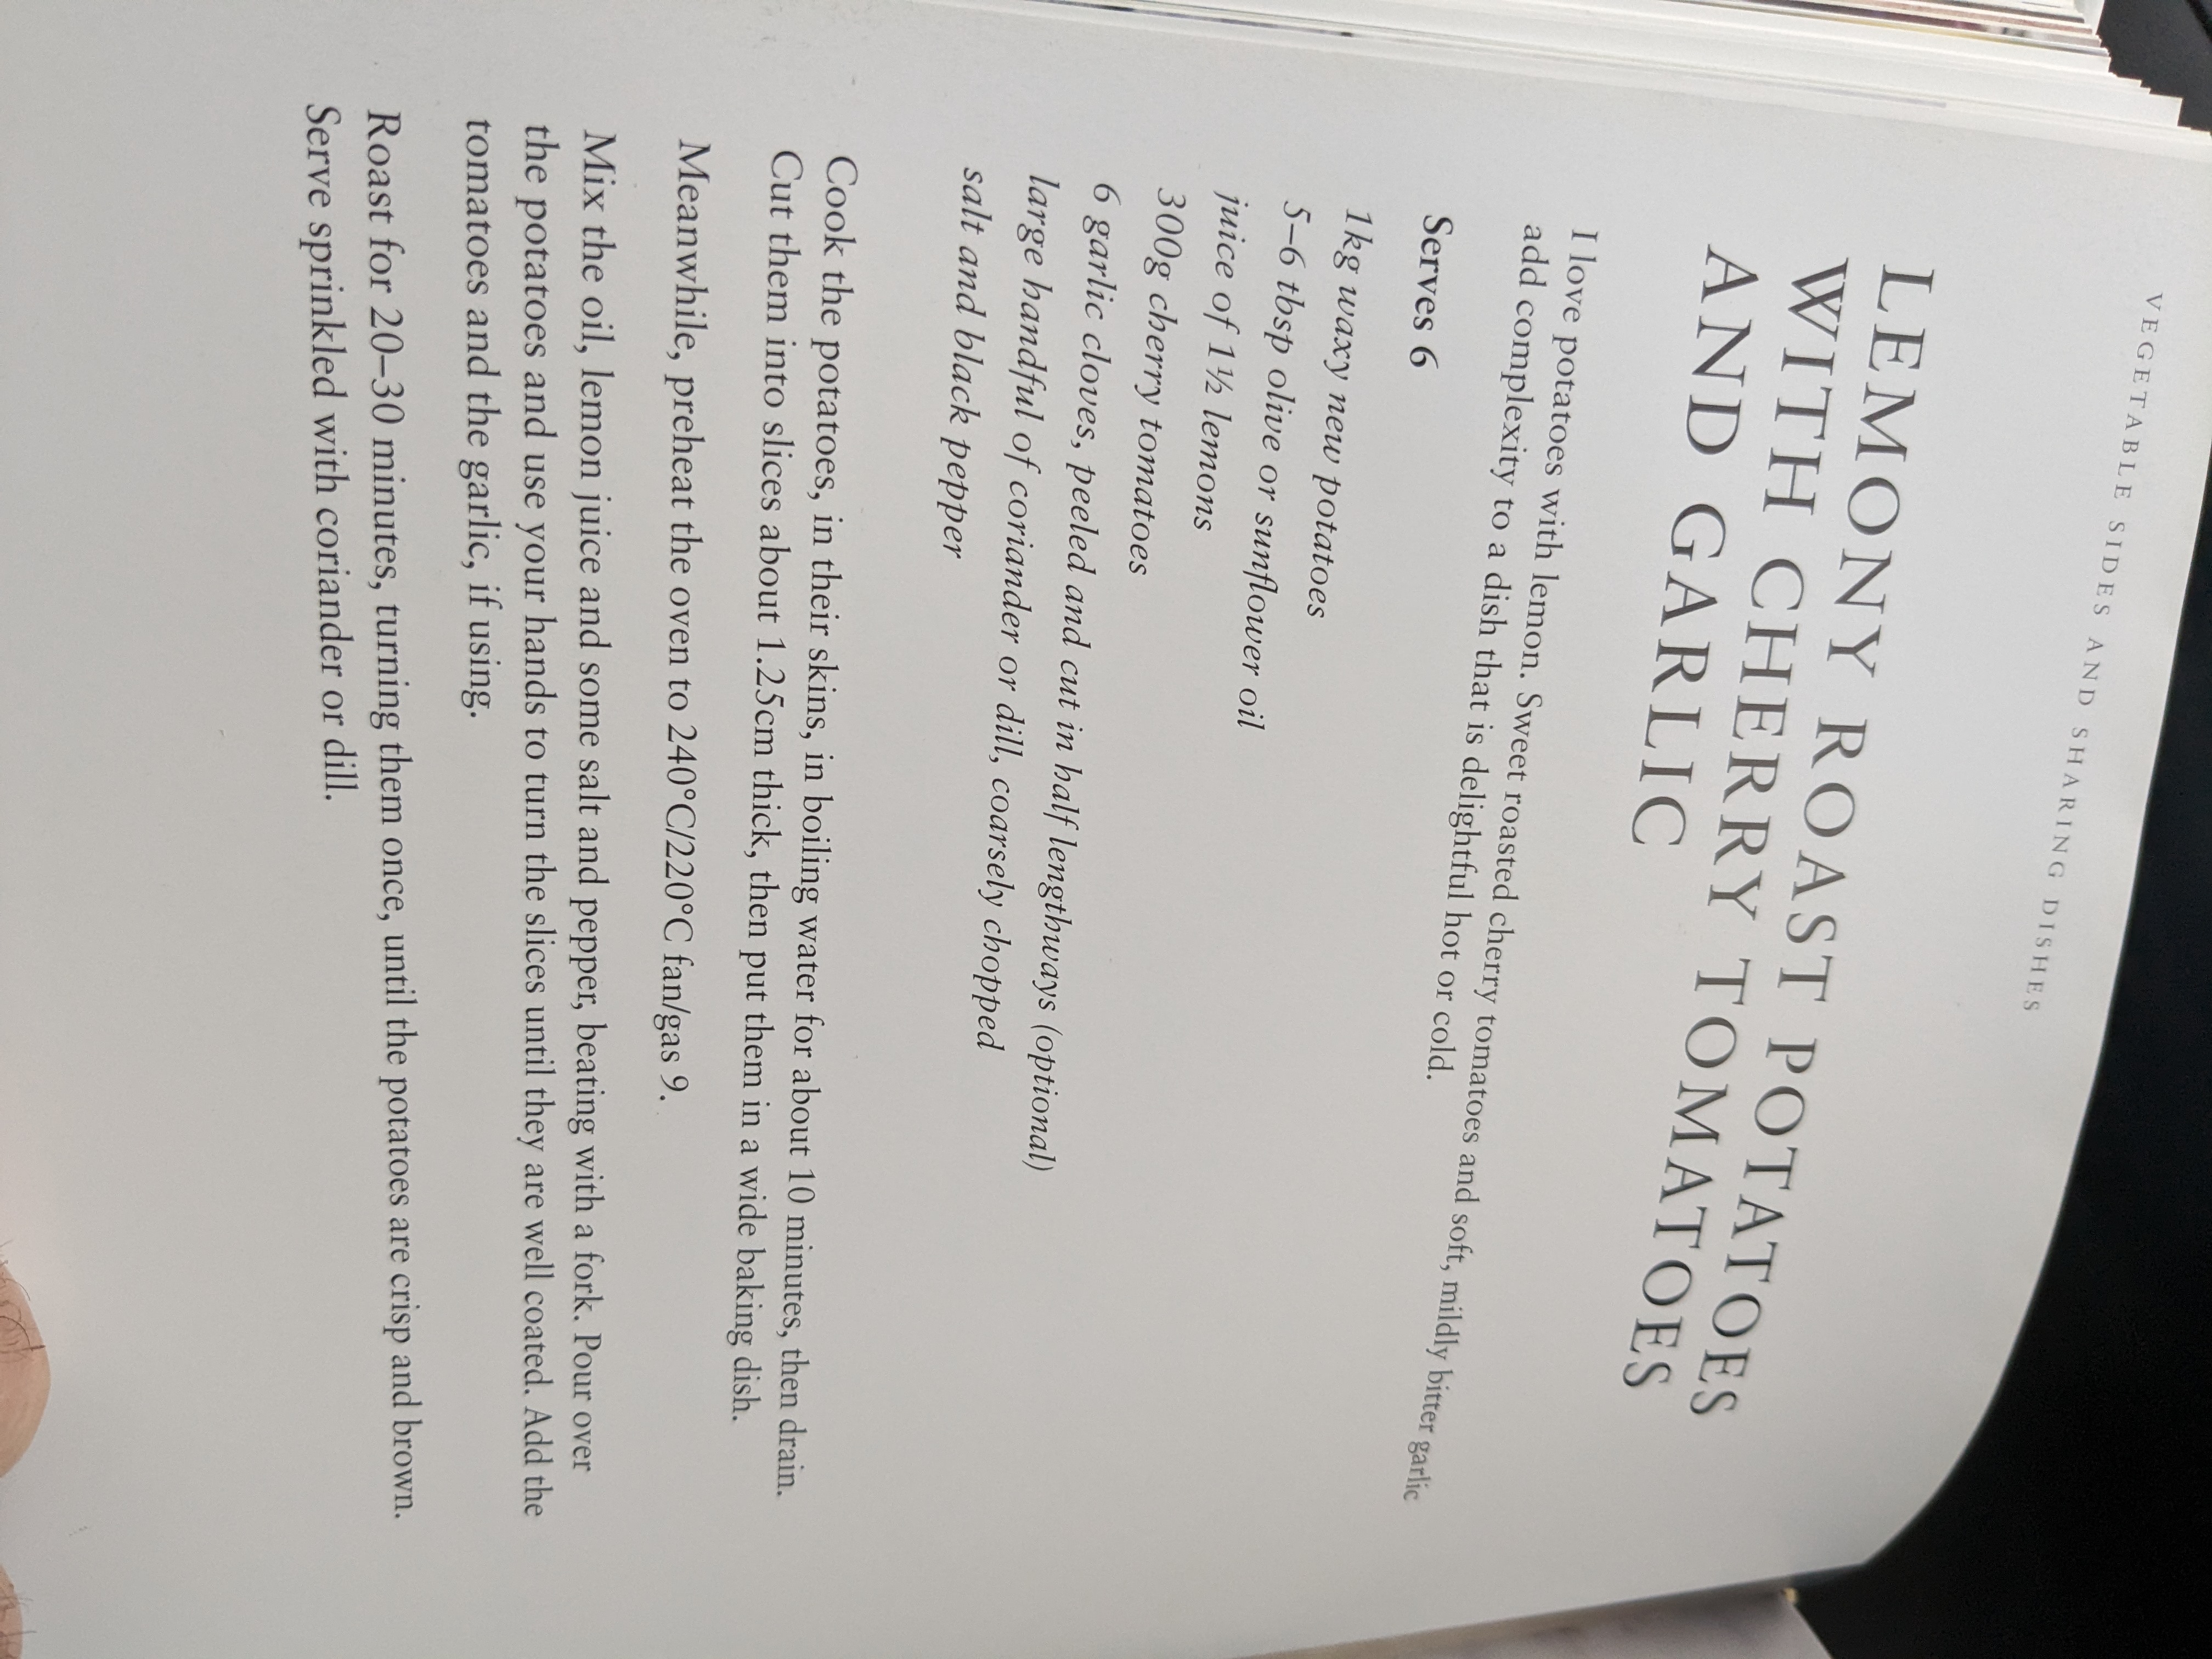 VEGETABLE SIDES AND SHARING DISHES
LEMONY ROAST POTATOES
WITH CHERRY TOMATOES
AND GARLIC
I love potatoes with lemon. Sweet roasted cherry tomatoes and soft, mildly bitter garlic
add complexity to a dish that is delightful hot or cold.
Serves 6
1kg waxy new potatoes
5–6 tbsp olive or sunflower oil
juice of 1½ lemons
300g cherry tomatoes
6 garlic cloves, peeled and cut in half lengthways (optional)
large handful of coriander or dill, coarsely chopped
salt and black pepper
Cook the potatoes, in their skins, in boiling water for about 10 minutes, then drain.
Cut them into slices about 1.25cm thick, then put them in a wide baking dish.
Meanwhile, preheat the oven to 240°C/220°C fan/gas 9.
Mix the oil, lemon juice and some salt and pepper, beating with a fork. Pour over
the potatoes and use your hands to turn the slices until they are well coated. Add the
tomatoes and the garlic, if using.
Roast for 20–30 minutes, turning them once, until the potatoes are crisp and brown.
Serve sprinkled with coriander or dill.